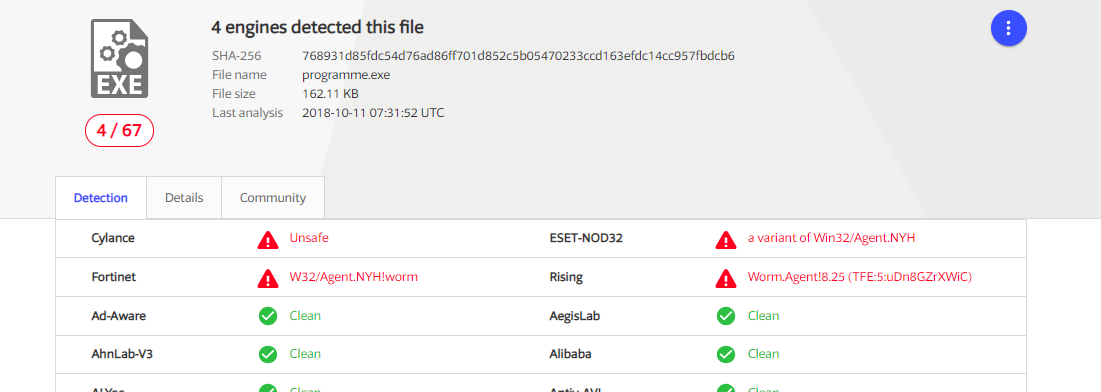 4 engines detected this file
SHA-256 768931d85fdc54d76ad86ff701d852c5b05470233ccd163efdc14cc957fbdcb6
File name programme.exe
File size 162.11 KB
Last analysis 2018-10-11 07:31:52 UTC
EXE
4 / 67
Detection Details Community
Cylance Unsafe ESET-NOD32 a variant of Win32/Agent.NYH
Fortinet W32/Agent.NYH!worm Rising Worm.Agent!8.25 (TFE:5:uDn8GZrXWiC)
Ad-Aware Clean AegisLab Clean
AhnLab-V3 Clean Alibaba Clean